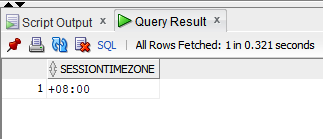 Script Output x Query Result x
SQL | All Rows Fetched: 1 in 0.321 seconds
SESSIONTIMEZONE
1 +08:00